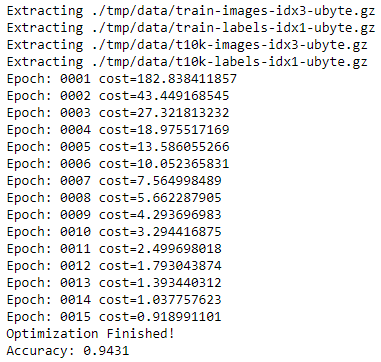 Extracting ./tmp/data/train-images-idx3-ubyte.gz
Extracting ./tmp/data/train-labels-idx1-ubyte.gz
Extracting ./tmp/data/t10k-images-idx3-ubyte.gz
Extracting ./tmp/data/t10k-labels-idx1-ubyte.gz
Epoch: 0001 cost=182.838411857
Epoch: 0002 cost=43.449168545
Epoch: 0003 cost=27.321813232
Epoch: 0004 cost=18.975517169
Epoch: 0005 cost=13.586055266
Epoch: 0006 cost=10.052365831
Epoch: 0007 cost=7.564998489
Epoch: 0008 cost=5.662287905
Epoch: 0009 cost=4.293696983
Epoch: 0010 cost=3.294416875
Epoch: 0011 cost=2.499698018
Epoch: 0012 cost=1.793043874
Epoch: 0013 cost=1.393440312
Epoch: 0014 cost=1.037757623
Epoch: 0015 cost=0.918991101
Optimization Finished!
Accuracy: 0.9431